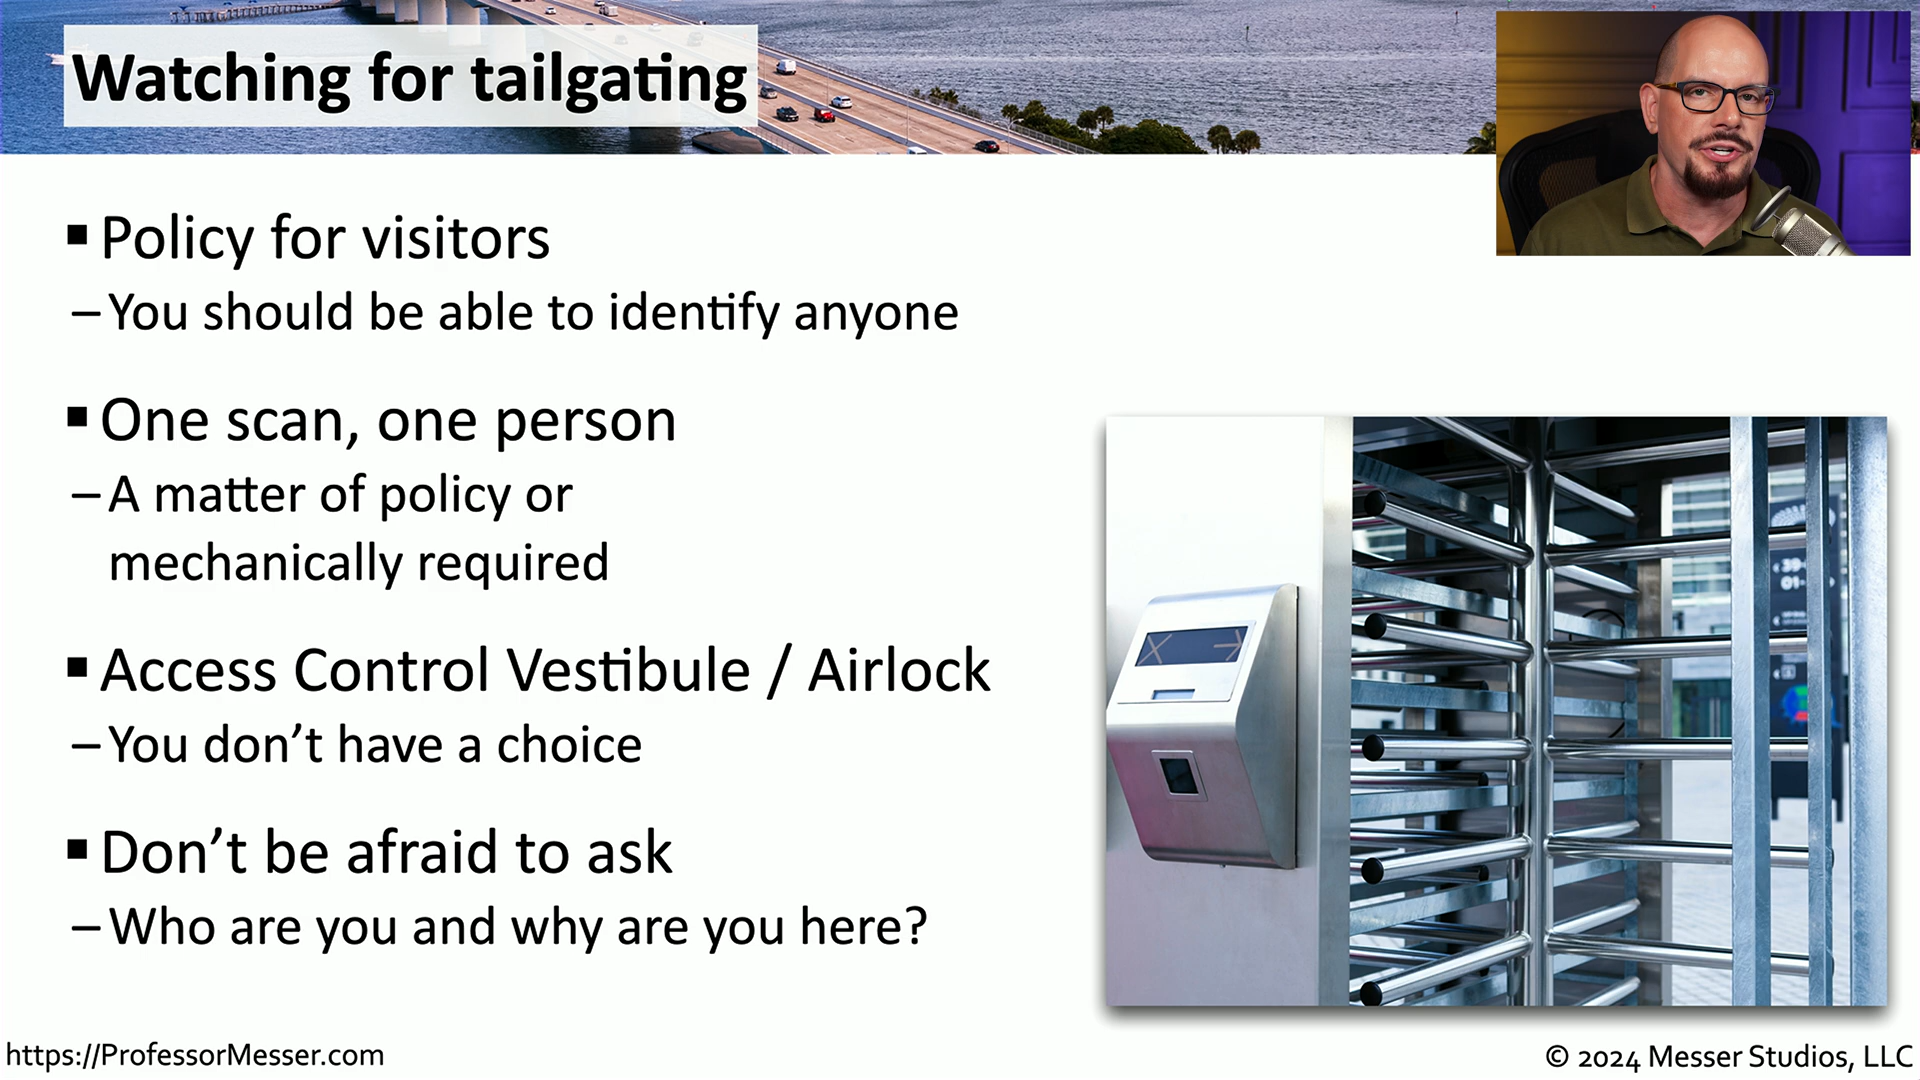 Watching for tailgating
▪ Policy for visitors
– You should be able to identify anyone
▪ One scan, one person
– A matter of policy or
mechanically required
▪ Access Control Vestibule / Airlock
– You don’t have a choice
▪ Don’t be afraid to ask
– Who are you and why are you here?
39
01-
https://ProfessorMesser.com
© 2024 Messer Studios, LLC